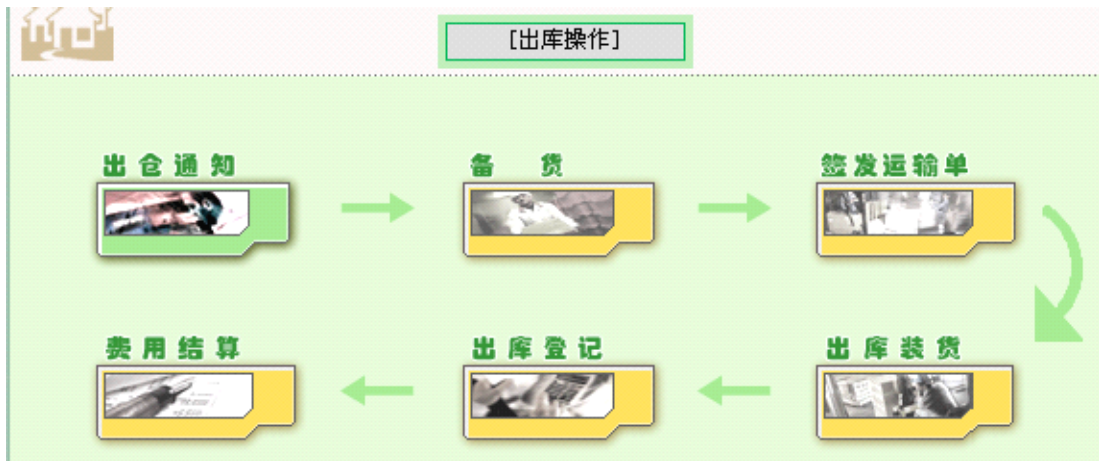 [出库操作]
出仓通知
备 货
签发运输单
费用结算
出库登记
出库装货